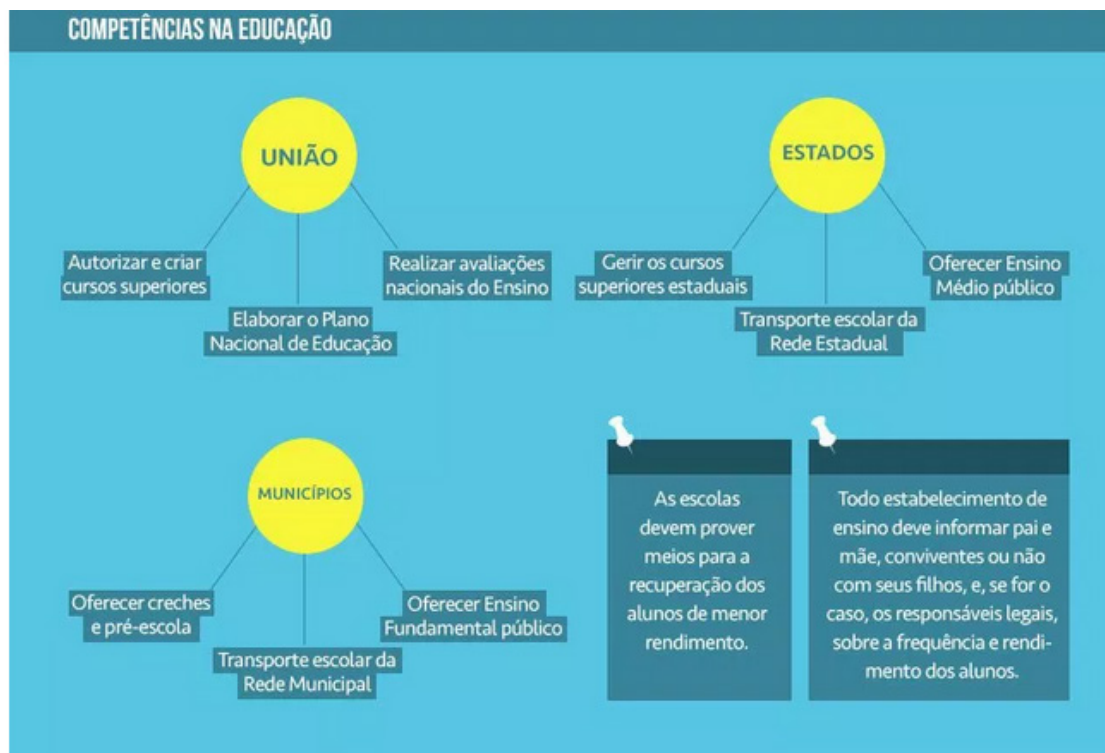 COMPETÊNCIAS NA EDUCAÇÃO
UNIÃO
Autorizar e criar
cursos superiores
Elaborar o Plano
Nacional de Educação
Realizar avaliações
nacionais do Ensino
ESTADOS
Gerir os cursos
superiores estaduais
Transporte escolar da
Rede Estadual
Oferecer Ensino
Médio público
MUNICÍPIOS
Oferecer creches
e pré-escola
Transporte escolar da
Rede Municipal
Oferecer Ensino
Fundamental público
As escolas
devem prover
meios para a
recuperação dos
alunos de menor
rendimento.
Todo estabelecimento de
ensino deve informar pai e
mãe, conviventes ou não
com seus filhos, e, se for o
caso, os responsáveis legais,
sobre a frequência e rendi-
mento dos alunos.